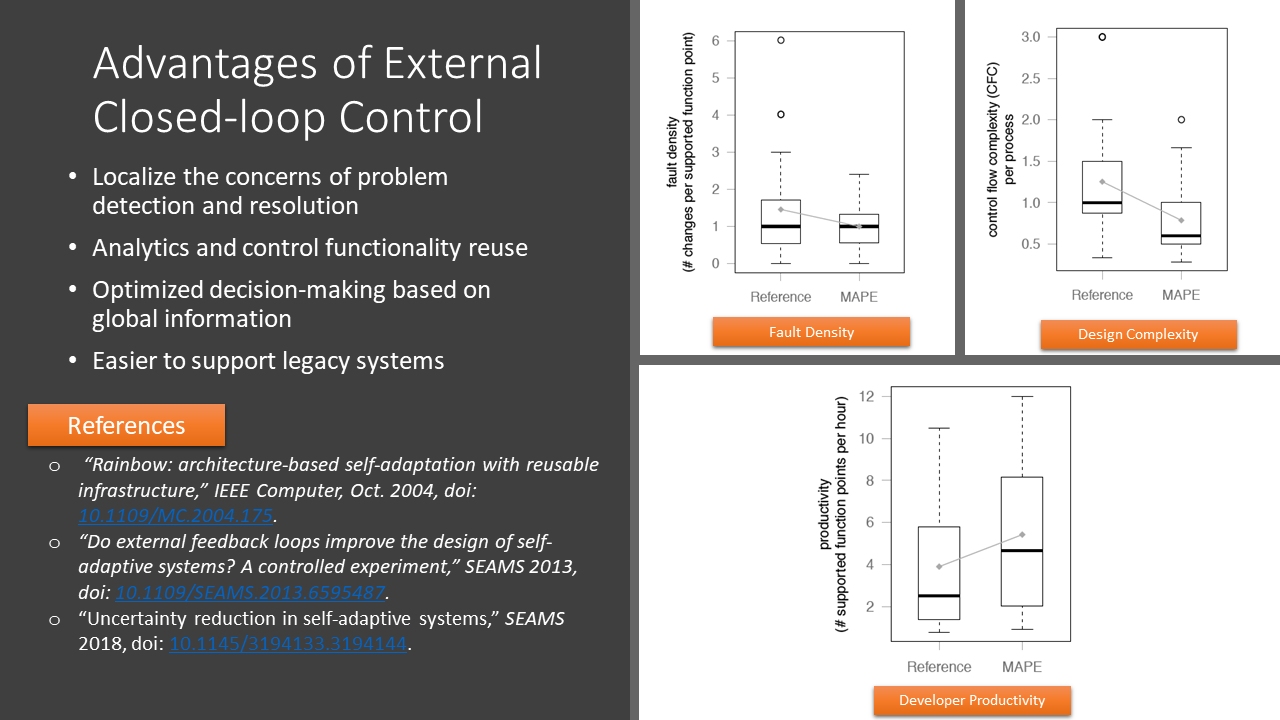 Advantages of External
Closed-loop Control
• Localize the concerns of problem
detection and resolution
• Analytics and control functionality reuse
• Optimized decision-making based on
global information
• Easier to support legacy systems
References
o “Rainbow: architecture-based self-adaptation with reusable
infrastructure,” IEEE Computer, Oct. 2004, doi:
10.1109/MC.2004.175.
o “Do external feedback loops improve the design of self-
adaptive systems? A controlled experiment,” SEAMS 2013,
doi: 10.1109/SEAMS.2013.6595487.
o “Uncertainty reduction in self-adaptive systems,” SEAMS
2018, doi: 10.1145/3194133.3194144.
fault density
(# changes per supported function point)
6
5
4
3
2
1
0
Reference MAPE
Fault Density
control flow complexity (CFC)
per process
3.0
2.5
2.0
1.5
1.0
0.5
Reference MAPE
Design Complexity
productivity
(# supported function points per hour)
12
10
8
6
4
2
Reference MAPE
Developer Productivity